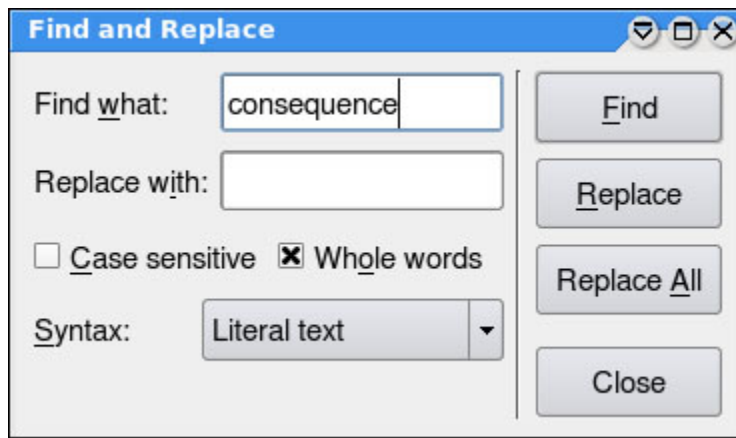 Find and Replace
Find what: consequence
Find
Replace with:
Replace
Case sensitive Whole words
Replace All
Syntax: Literal text
Close